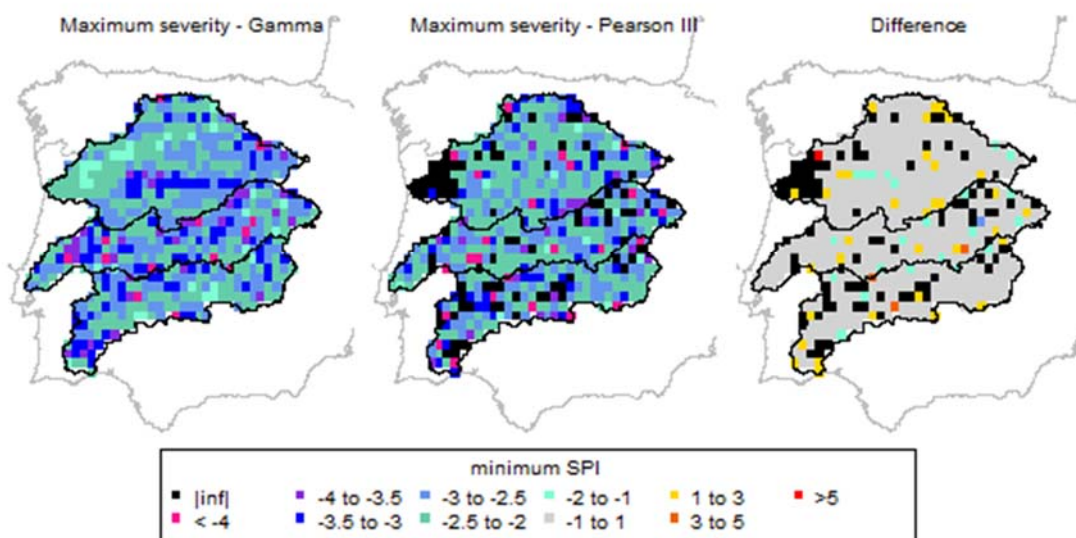 Maximum severity - Gamma
Maximum severity - Pearson III
Difference
minimum SPI
|inf| -4 to -3.5 -3 to -2.5 -2 to -1 1 to 3 >5
< -4 -3.5 to -3 -2.5 to -2 -1 to 1 3 to 5